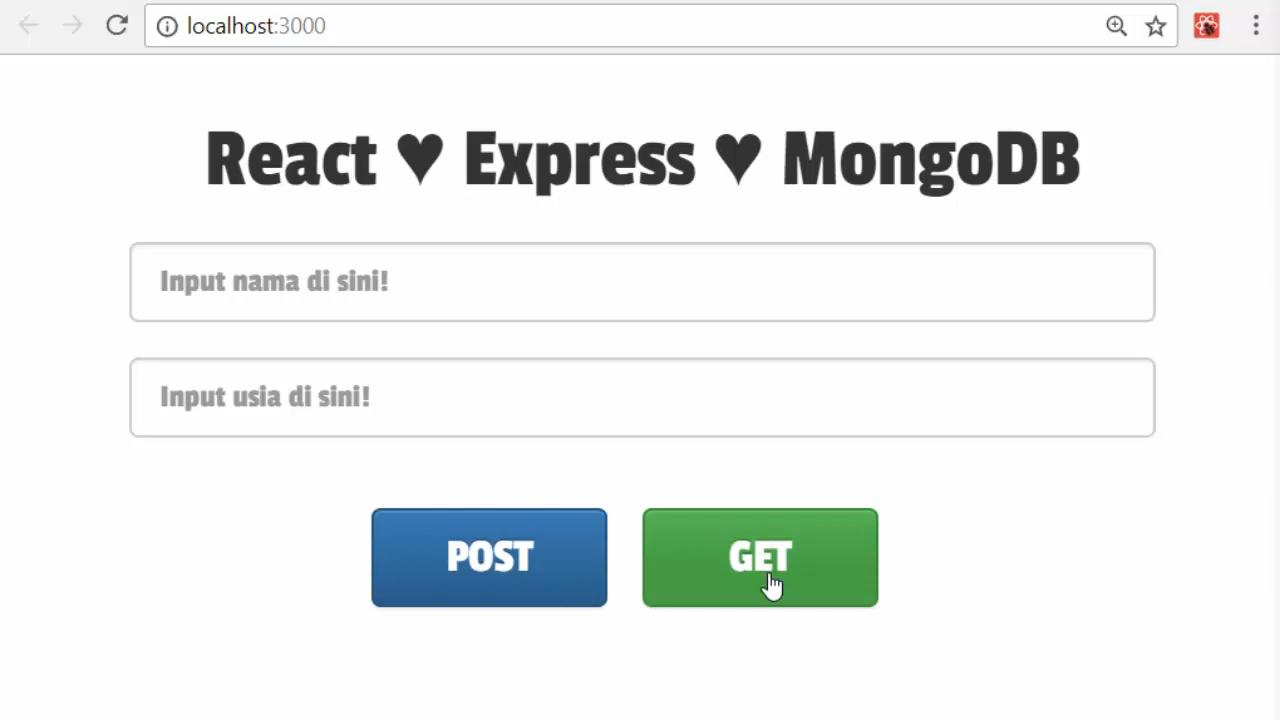 localhost:3000
React ♥ Express ♥ MongoDB
Input nama di sini!
Input usia di sini!
POST GET